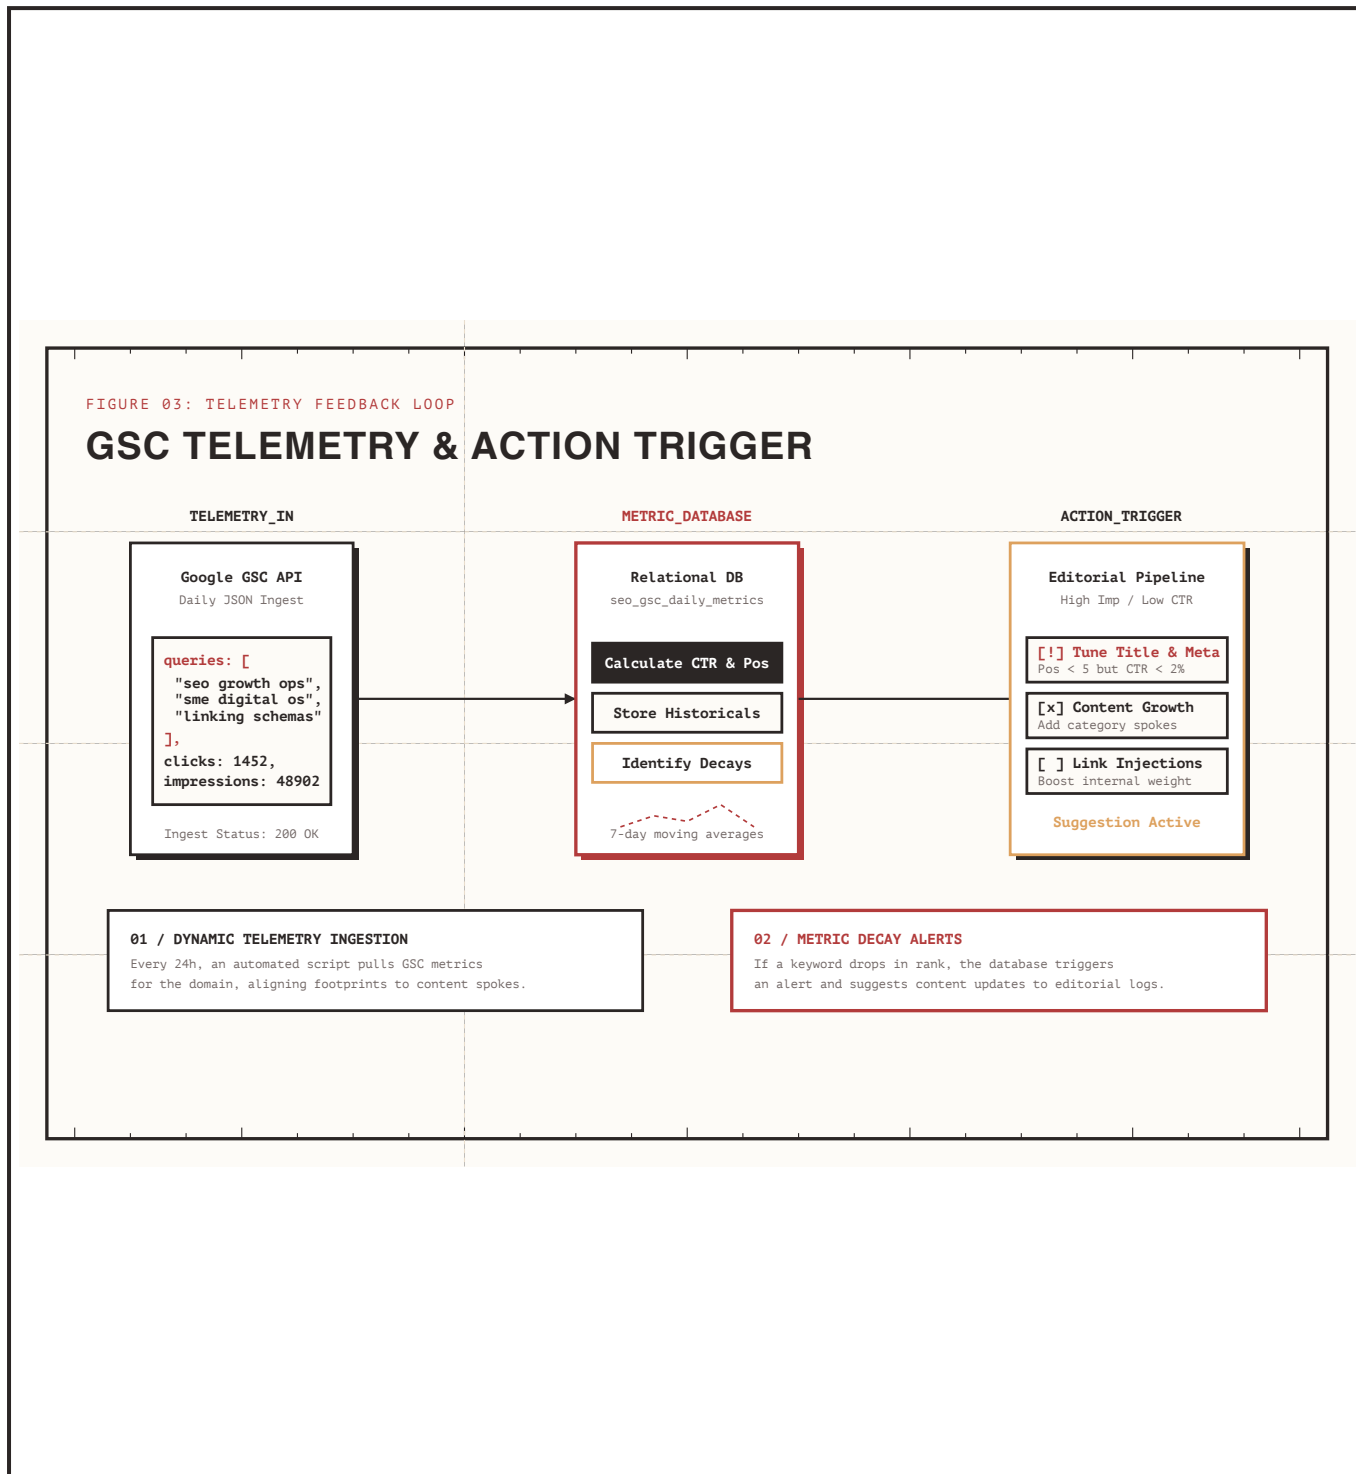 FIGURE 03: TELEMETRY FEEDBACK LOOP
GSC TELEMETRY & ACTION TRIGGER
TELEMETRY_IN
Google GSC API
Daily JSON Ingest
queries: [
"seo growth ops",
"sme digital os",
"linking schemas"
],
clicks: 1452,
impressions: 48902
Ingest Status: 200 OK
METRIC_DATABASE
Relational DB
seo_gsc_daily_metrics
Calculate CTR & Pos
Store Historicals
Identify Decays
7-day moving averages
ACTION_TRIGGER
Editorial Pipeline
High Imp / Low CTR
[!] Tune Title & Meta
Pos < 5 but CTR < 2%
[x] Content Growth
Add category spokes
[ ] Link Injections
Boost internal weight
Suggestion Active
01 / DYNAMIC TELEMETRY INGESTION
Every 24h, an automated script pulls GSC metrics
for the domain, aligning footprints to content spokes.
02 / METRIC DECAY ALERTS
If a keyword drops in rank, the database triggers
an alert and suggests content updates to editorial logs.